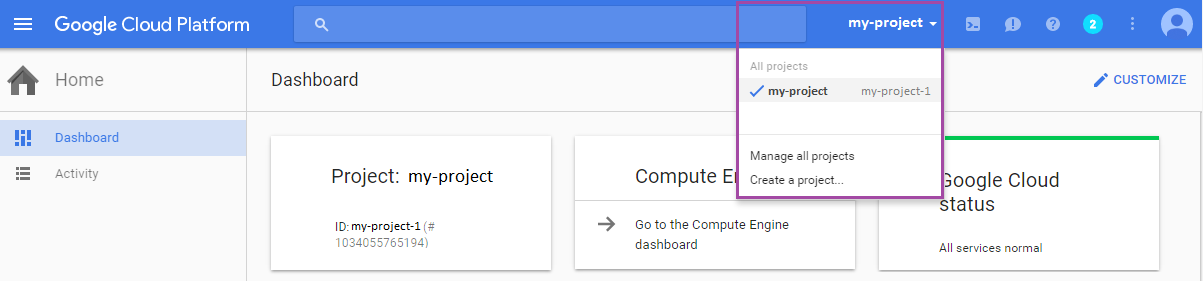 Google Cloud Platform
my-project
2
All projects
my-project my-project-1
Manage all projects
Create a project...
Home
Dashboard
CUSTOMIZE
Dashboard
Activity
Project: my-project
ID: my-project-1 (#
1034055765194)
Compute E
Go to the Compute Engine
dashboard
Google Cloud
status
All services normal